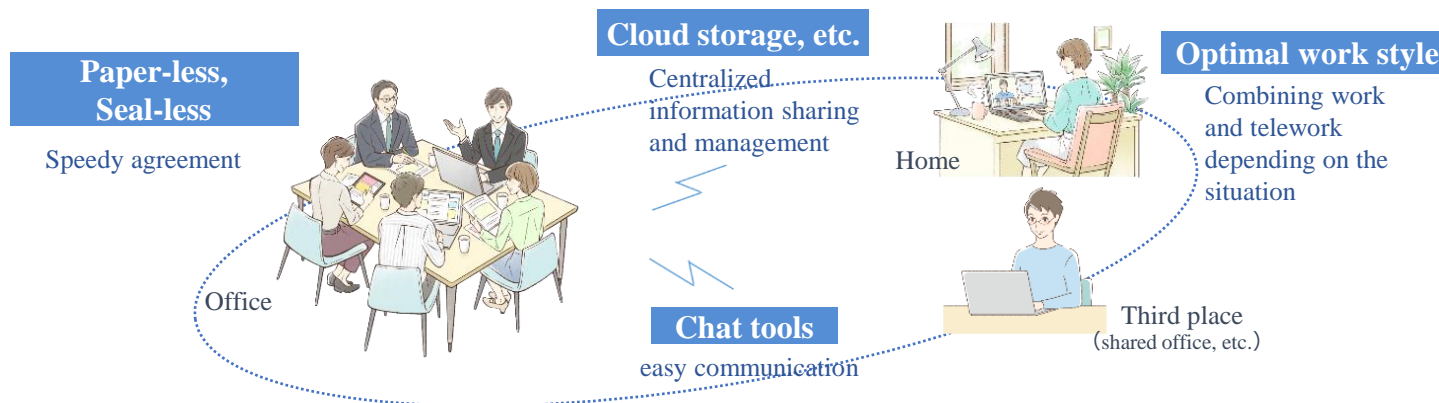 Paper-less,
Seal-less
Speedy agreement
Office
Cloud storage, etc.
Centralized
information sharing
and management
Chat tools
easy communication
Home
Optimal work style
Combining work
and telework
depending on the
situation
Third place
（shared office, etc.）